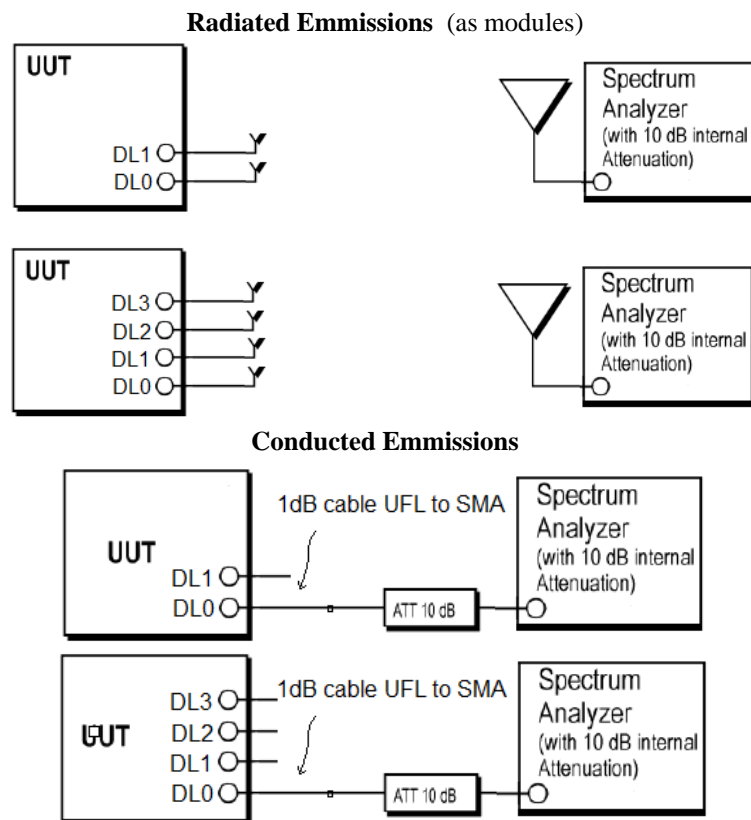 Radiated Emmissions (as modules)
UUT
DL1
DL0
Spectrum
Analyzer
(with 10 dB internal
Attenuation)
UUT
DL3
DL2
DL1
DL0
Spectrum
Analyzer
(with 10 dB internal
Attenuation)
Conducted Emmissions
UUT
DL1
DL0
1dB cable UFL to SMA
ATT 10 dB
Spectrum
Analyzer
(with 10 dB internal
Attenuation)
UUT
DL3
DL2
DL1
DL0
1dB cable UFL to SMA
ATT 10 dB
Spectrum
Analyzer
(with 10 dB internal
Attenuation)